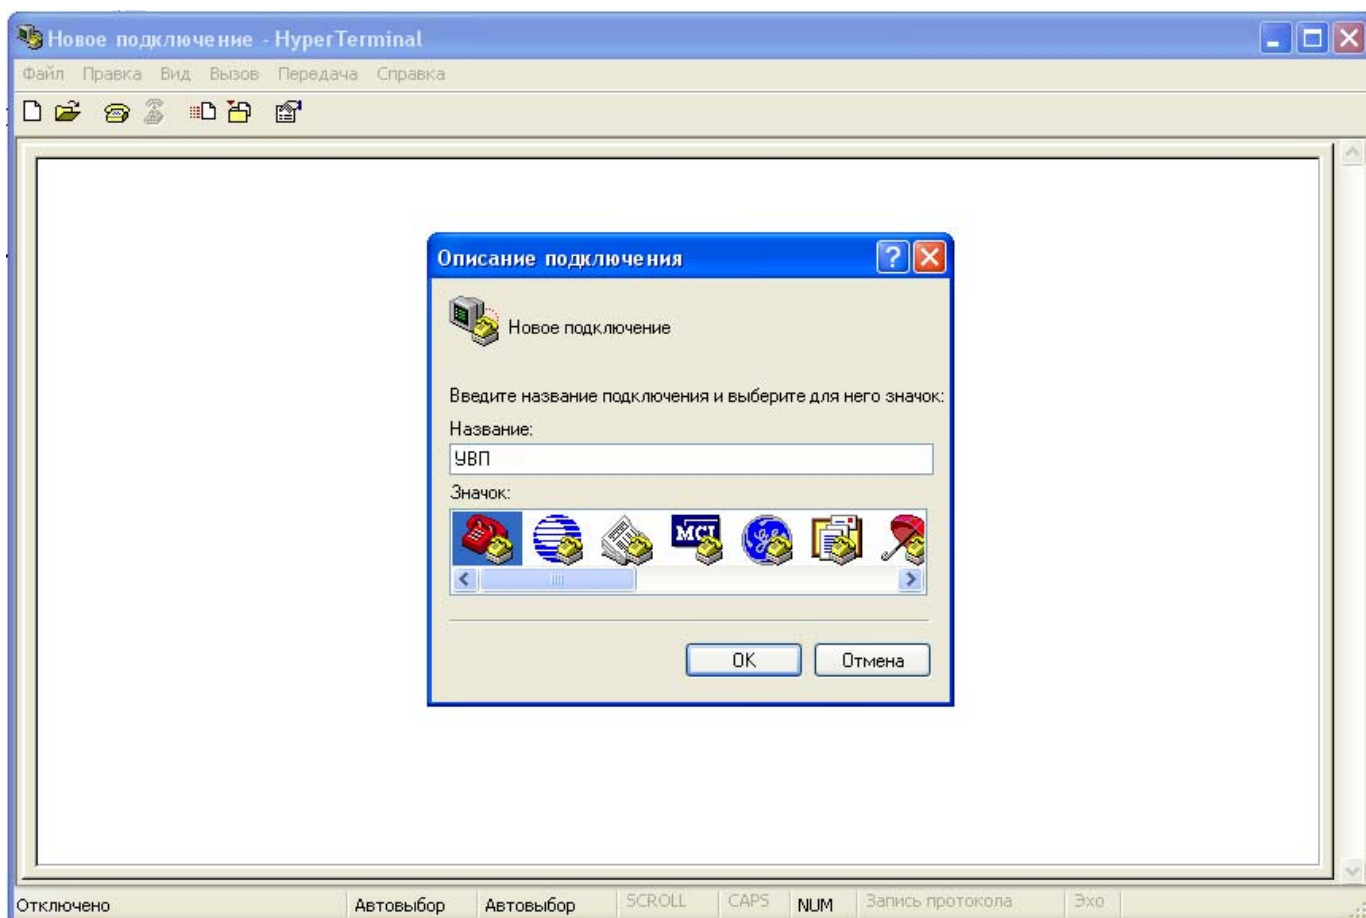 Новое подключение - HyperTerminal
Файл Правка Вид Вызов Передача Справка
Описание подключения
Новое подключение
Введите название подключения и выберите для него значок:
Название:
УВП
Значок:
MCI
ОК Отмена
Отключено Автовыбор Автовыбор SCROLL CAPS NUM Запись протокола Эхо